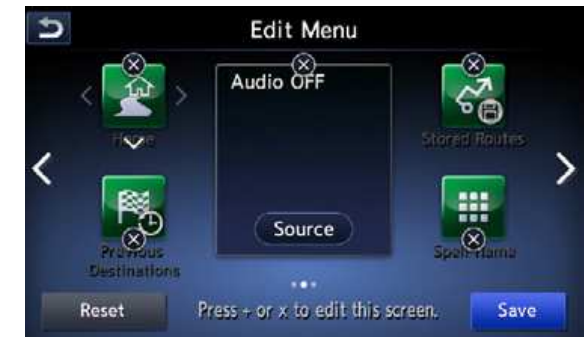 Edit Menu
Home
Audio OFF
Stored Routes
Previous
Destinations
Source
Spell Name
Reset
Press + or x to edit this screen.
Save